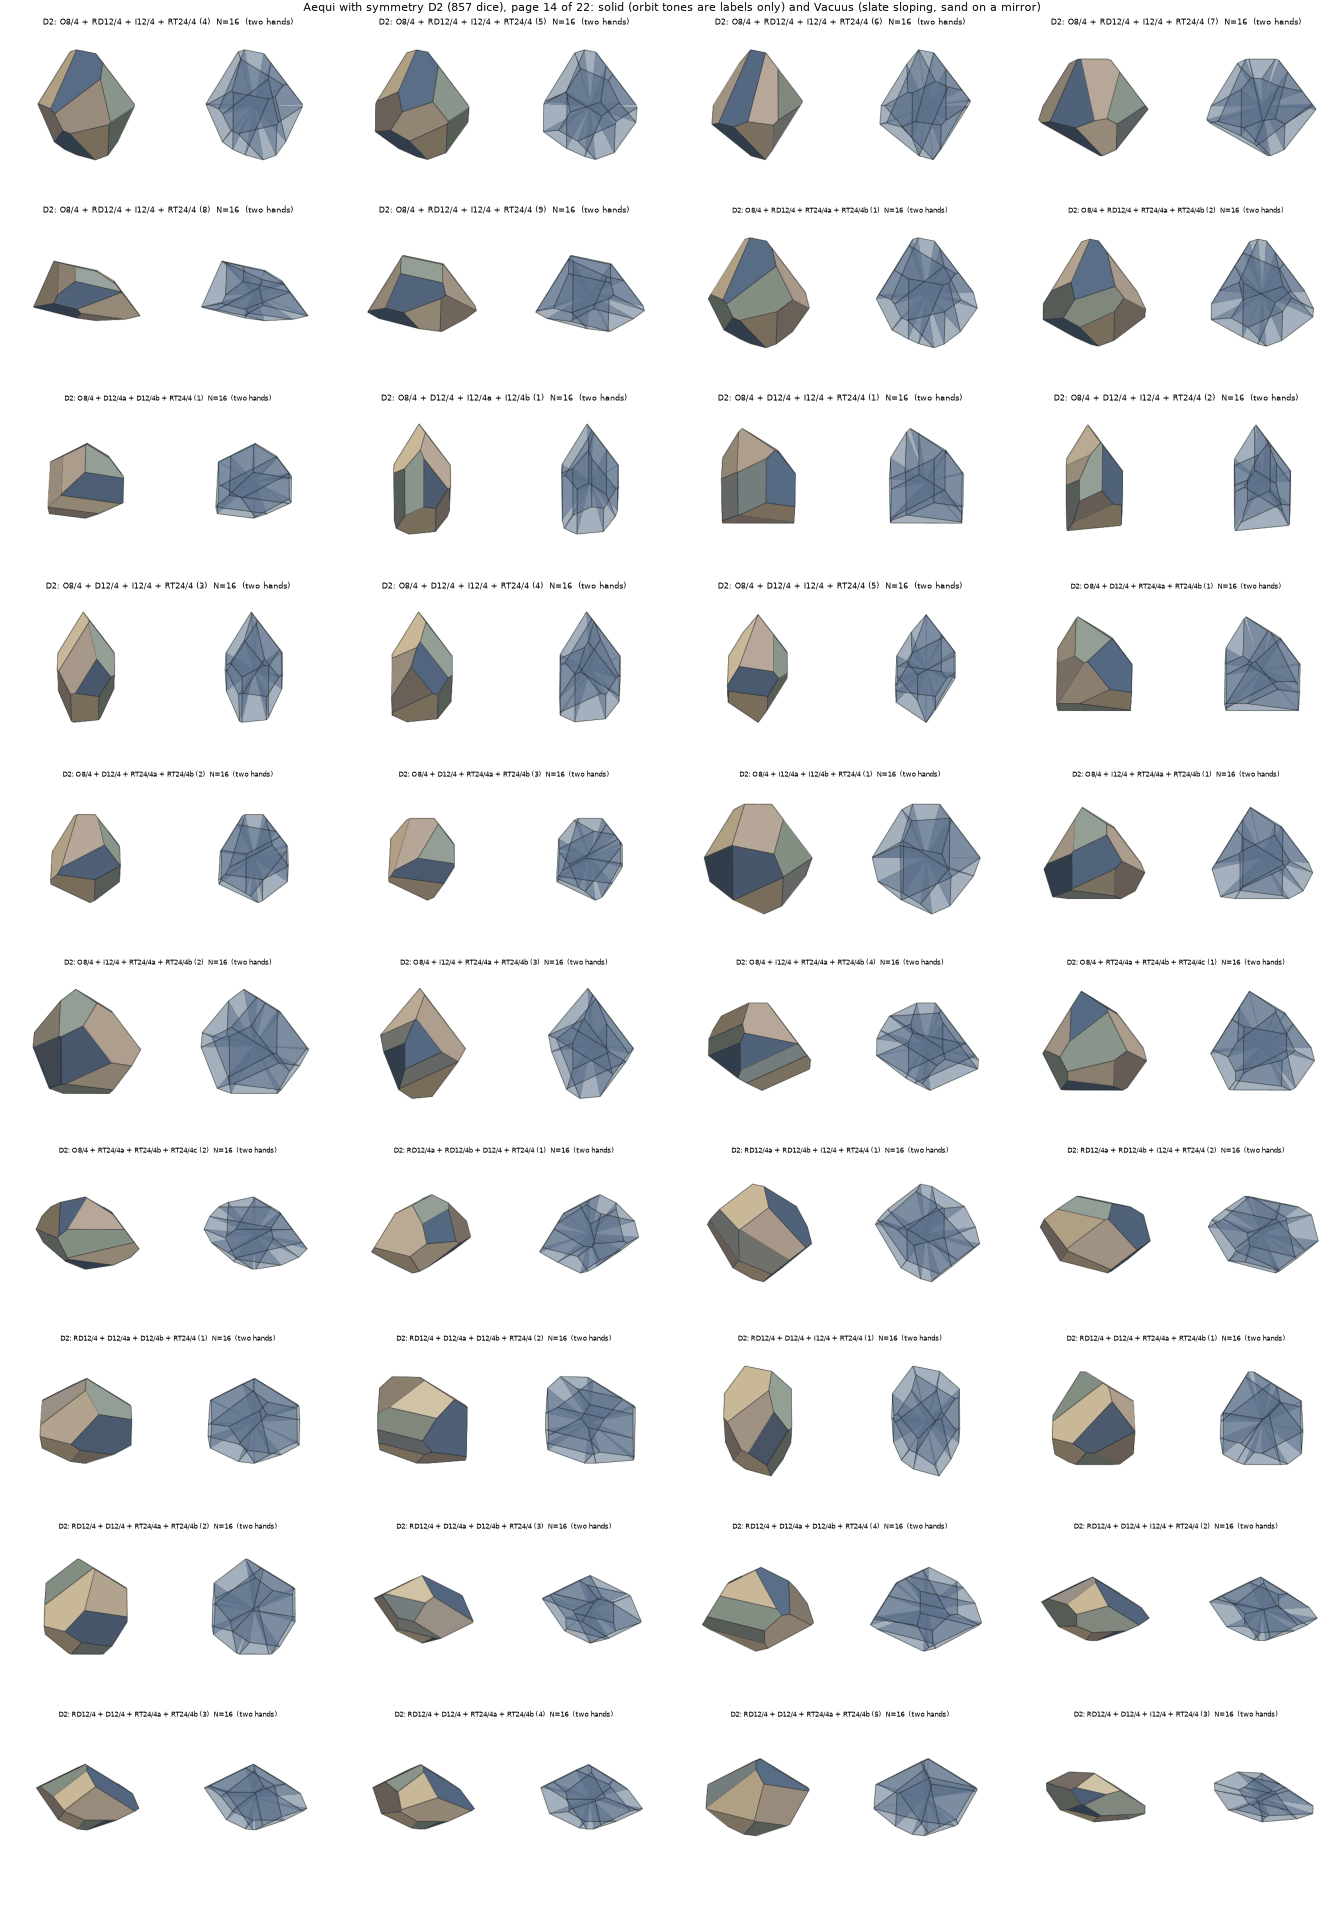 Aequi with symmetry D2 (857 dice), page 14 of 22: solid (orbit tones are labels only) and Vacuus (slate sloping, sand on a mirror)
D2: O8/4 + RD12/4 + I12/4 + RT24/4 (4) N=16 (two hands)
D2: O8/4 + RD12/4 + I12/4 + RT24/4 (5) N=16 (two hands)
D2: O8/4 + RD12/4 + I12/4 + RT24/4 (6) N=16 (two hands)
D2: O8/4 + RD12/4 + I12/4 + RT24/4 (7) N=16 (two hands)
D2: O8/4 + RD12/4 + I12/4 + RT24/4 (8) N=16 (two hands)
D2: O8/4 + RD12/4 + I12/4 + RT24/4 (9) N=16 (two hands)
D2: O8/4 + RD12/4 + RT24/4a + RT24/4b (1) N=16 (two hands)
D2: O8/4 + RD12/4 + RT24/4a + RT24/4b (2) N=16 (two hands)
D2: O8/4 + D12/4a + D12/4b + RT24/4 (1) N=16 (two hands)
D2: O8/4 + D12/4 + I12/4a + I12/4b (1) N=16 (two hands)
D2: O8/4 + D12/4 + I12/4 + RT24/4 (1) N=16 (two hands)
D2: O8/4 + D12/4 + I12/4 + RT24/4 (2) N=16 (two hands)
D2: O8/4 + D12/4 + I12/4 + RT24/4 (3) N=16 (two hands)
D2: O8/4 + D12/4 + I12/4 + RT24/4 (4) N=16 (two hands)
D2: O8/4 + D12/4 + I12/4 + RT24/4 (5) N=16 (two hands)
D2: O8/4 + D12/4 + RT24/4a + RT24/4b (1) N=16 (two hands)
D2: O8/4 + D12/4 + RT24/4a + RT24/4b (2) N=16 (two hands)
D2: O8/4 + D12/4 + RT24/4a + RT24/4b (3) N=16 (two hands)
D2: O8/4 + I12/4a + I12/4b + RT24/4 (1) N=16 (two hands)
D2: O8/4 + I12/4 + RT24/4a + RT24/4b (1) N=16 (two hands)
D2: O8/4 + I12/4 + RT24/4a + RT24/4b (2) N=16 (two hands)
D2: O8/4 + I12/4 + RT24/4a + RT24/4b (3) N=16 (two hands)
D2: O8/4 + I12/4 + RT24/4a + RT24/4b (4) N=16 (two hands)
D2: O8/4 + RT24/4a + RT24/4b + RT24/4c (1) N=16 (two hands)
D2: O8/4 + RT24/4a + RT24/4b + RT24/4c (2) N=16 (two hands)
D2: RD12/4a + RD12/4b + D12/4 + RT24/4 (1) N=16 (two hands)
D2: RD12/4a + RD12/4b + I12/4 + RT24/4 (1) N=16 (two hands)
D2: RD12/4a + RD12/4b + I12/4 + RT24/4 (2) N=16 (two hands)
D2: RD12/4 + D12/4a + D12/4b + RT24/4 (1) N=16 (two hands)
D2: RD12/4 + D12/4a + D12/4b + RT24/4 (2) N=16 (two hands)
D2: RD12/4 + D12/4 + I12/4 + RT24/4 (1) N=16 (two hands)
D2: RD12/4 + D12/4 + RT24/4a + RT24/4b (1) N=16 (two hands)
D2: RD12/4 + D12/4 + RT24/4a + RT24/4b (2) N=16 (two hands)
D2: RD12/4 + D12/4a + D12/4b + RT24/4 (3) N=16 (two hands)
D2: RD12/4 + D12/4a + D12/4b + RT24/4 (4) N=16 (two hands)
D2: RD12/4 + D12/4 + I12/4 + RT24/4 (2) N=16 (two hands)
D2: RD12/4 + D12/4 + RT24/4a + RT24/4b (3) N=16 (two hands)
D2: RD12/4 + D12/4 + RT24/4a + RT24/4b (4) N=16 (two hands)
D2: RD12/4 + D12/4 + RT24/4a + RT24/4b (5) N=16 (two hands)
D2: RD12/4 + D12/4 + I12/4 + RT24/4 (3) N=16 (two hands)